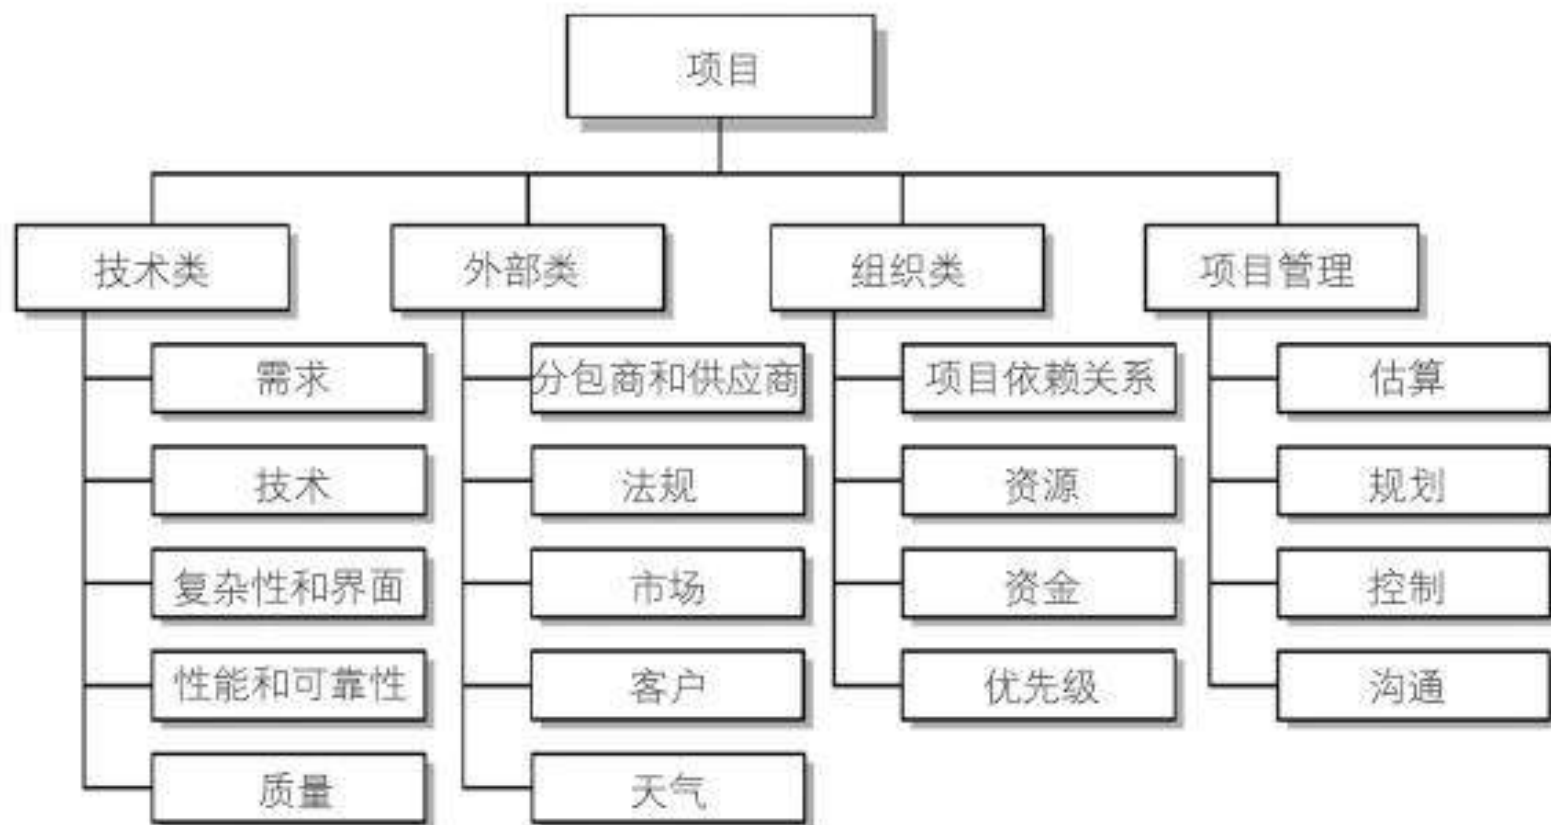 项目
技术类
外部类
组织类
项目管理
需求
分包商和供应商
项目依赖关系
估算
技术
法规
资源
规划
复杂性和界面
市场
资金
控制
性能和可靠性
客户
优先级
沟通
质量
天气